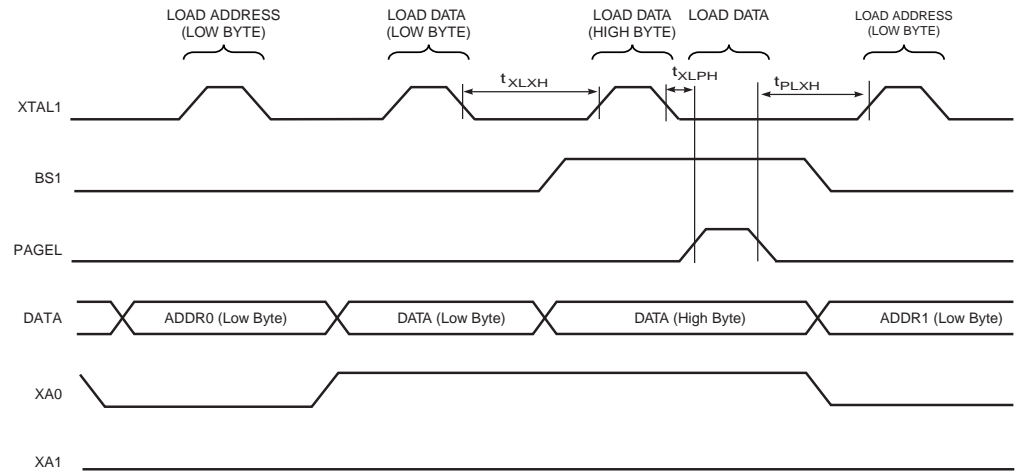 LOAD ADDRESS
(LOW BYTE)
LOAD DATA
(LOW BYTE)
LOAD DATA
(HIGH BYTE)
LOAD DATA
LOAD ADDRESS
(LOW BYTE)
tXLXH
tXLPH
tPLXH
XTAL1
BS1
PAGEL
DATA
ADDR0 (Low Byte)
DATA (Low Byte)
DATA (High Byte)
ADDR1 (Low Byte)
XA0
XA1